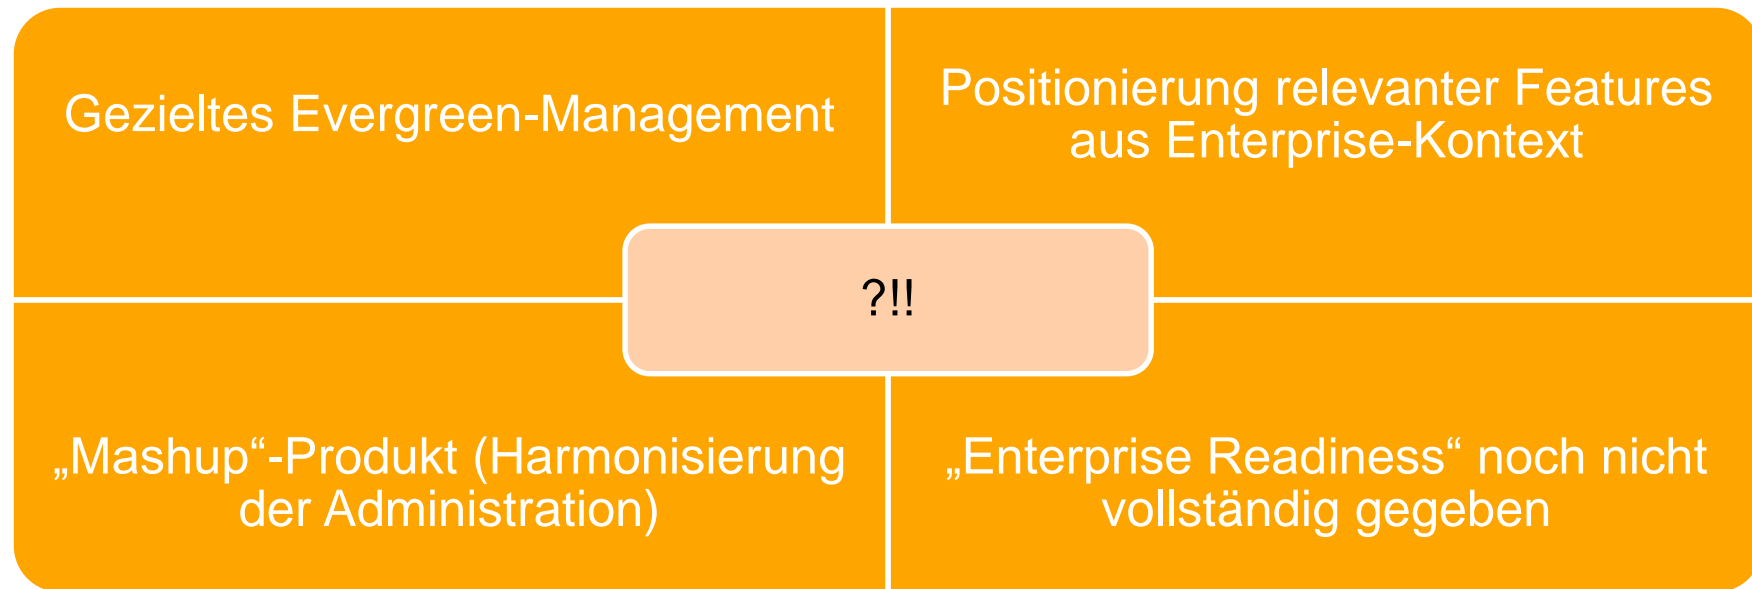 Gezieltes Evergreen-Management
Positionierung relevanter Features
aus Enterprise-Kontext
?!!
„Mashup“-Produkt (Harmonisierung
der Administration)
„Enterprise Readiness“ noch nicht
vollständig gegeben